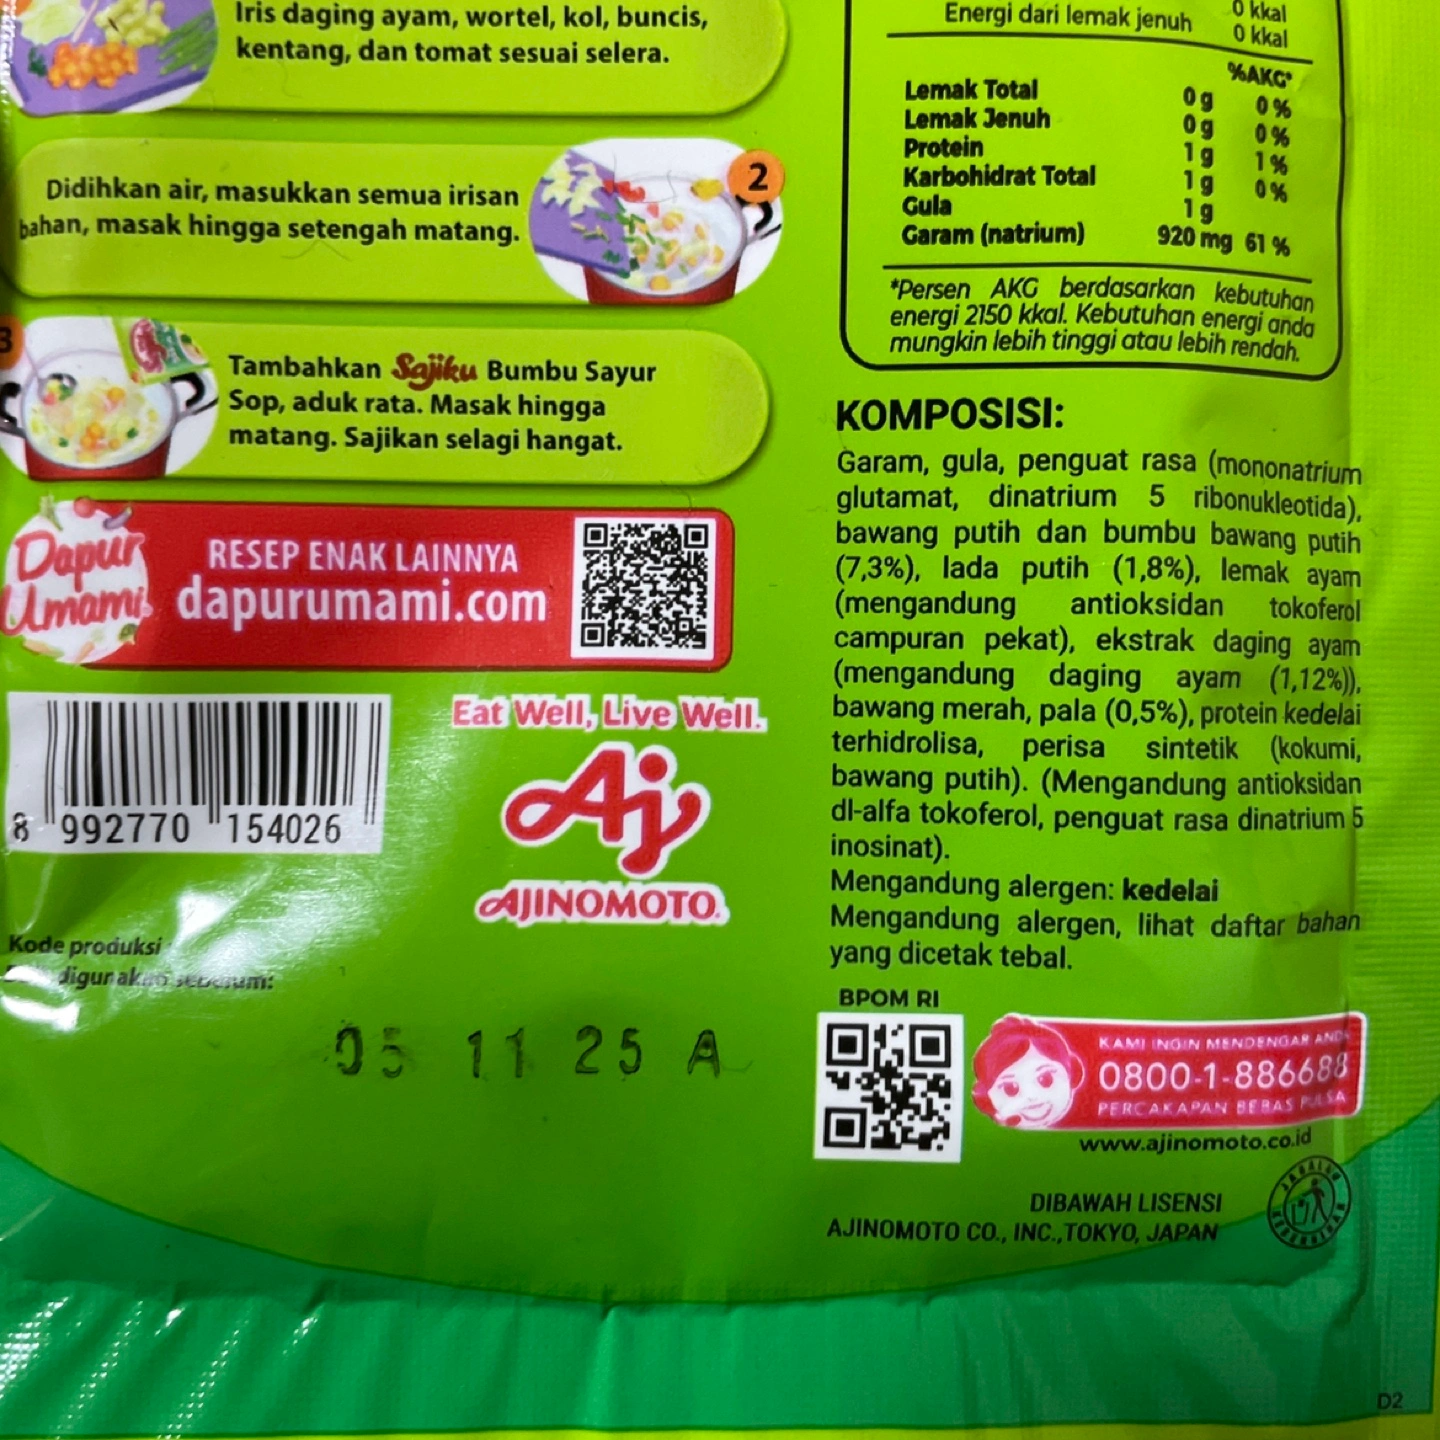 Iris daging ayam, wortel, kol, buncis,
kentang, dan tomat sesuai selera.
2
Didihkan air, masukkan semua irisan
bahan, masak hingga setengah matang.
3
Tambahkan Sajiku Bumbu Sayur
Sop, aduk rata. Masak hingga
matang. Sajikan selagi hangat.
Dapur
Umami
RESEP ENAK LAINNYA
dapurumami.com
8 992770 154026
Eat Well, Live Well.
Aj
AJINOMOTO.
Kode produksi
digunakan sebelum:
05 11 25 A
0 kkal
Energi dari lemak jenuh 0 kkal
%AKG*
Lemak Total 0 g 0 %
Lemak Jenuh 0 g 0 %
Protein 1 g 1 %
Karbohidrat Total 1 g 0 %
Gula 1 g
Garam (natrium) 920 mg 61 %
*Persen AKG berdasarkan kebutuhan
energi 2150 kkal. Kebutuhan energi anda
mungkin lebih tinggi atau lebih rendah.
KOMPOSISI:
Garam, gula, penguat rasa (mononatrium
glutamat, dinatrium 5 ribonukleotida),
bawang putih dan bumbu bawang putih
(7,3%), lada putih (1,8%), lemak ayam
(mengandung antioksidan tokoferol
campuran pekat), ekstrak daging ayam
(mengandung daging ayam (1,12%)),
bawang merah, pala (0,5%), protein kedelai
terhidrolisa, perisa sintetik (kokumi,
bawang putih). (Mengandung antioksidan
dl-alfa tokoferol, penguat rasa dinatrium 5
inosinat).
Mengandung alergen: kedelai
Mengandung alergen, lihat daftar bahan
yang dicetak tebal.
BPOM RI
KAMI INGIN MENDENGAR ANDA
0800-1-886688
PERCAKAPAN BEBAS PULSA
www.ajinomoto.co.id
DIBAWAH LISENSI
AJINOMOTO CO., INC.,TOKYO, JAPAN
JAGALAH
KEBERSIHAN
D2